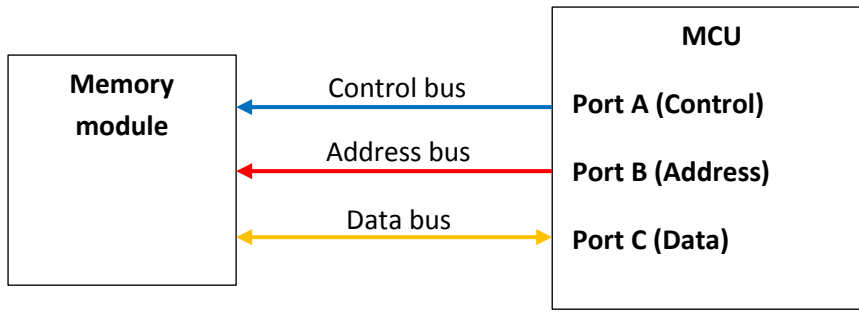 MCU
Memory
module
Control bus
Port A (Control)
Address bus
Port B (Address)
Data bus
Port C (Data)